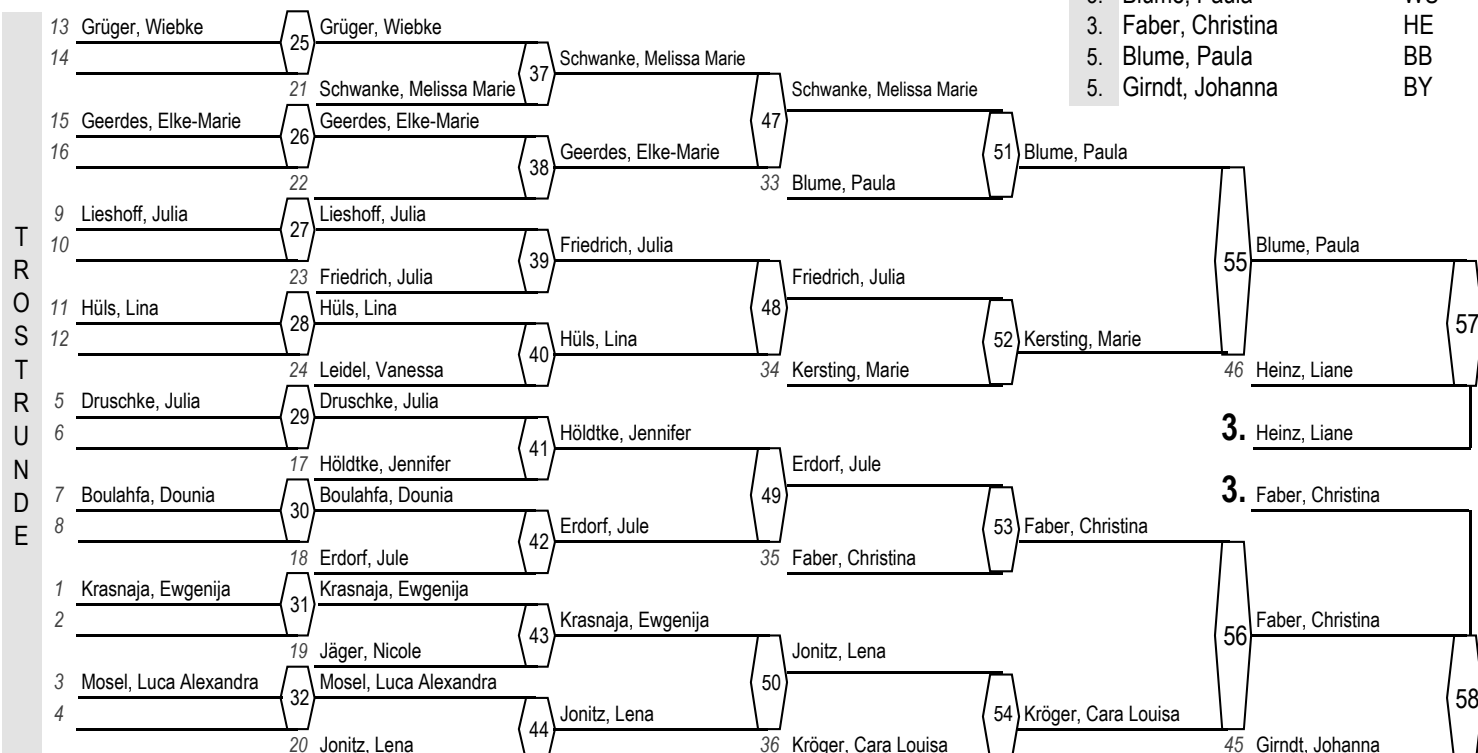 13 Grüger, Wiebke 25 Grüger, Wiebke
3. Faber, Christina HE
14
37 Schwanke, Melissa Marie
5. Blume, Paula BB
21 Schwanke, Melissa Marie
Schwanke, Melissa Marie
5. Girndt, Johanna BY
15 Geerdes, Elke-Marie 26 Geerdes, Elke-Marie
47
16
38 Geerdes, Elke-Marie
51 Blume, Paula
22
33 Blume, Paula
9 Lieshoff, Julia 27 Lieshoff, Julia
10
39 Friedrich, Julia
55 Blume, Paula
23 Friedrich, Julia
Friedrich, Julia
11 Hüls, Lina 28 Hüls, Lina
48
57
12
40 Hüls, Lina
52 Kersting, Marie
24 Leidel, Vanessa
34 Kersting, Marie
46 Heinz, Liane
TROSTRUNDE
5 Druschke, Julia 29 Druschke, Julia
6
41 Höldtke, Jennifer
3. Heinz, Liane
17 Höldtke, Jennifer
Erdorf, Jule
7 Boulahfa, Dounia 30 Boulahfa, Dounia
49
3. Faber, Christina
8
42 Erdorf, Jule
53 Faber, Christina
18 Erdorf, Jule
35 Faber, Christina
1 Krasnaja, Ewgenija 31 Krasnaja, Ewgenija
2
43 Krasnaja, Ewgenija
56 Faber, Christina
19 Jäger, Nicole
Jonitz, Lena
3 Mosel, Luca Alexandra 32 Mosel, Luca Alexandra
50
58
4
44 Jonitz, Lena
54 Kröger, Cara Louisa
20 Jonitz, Lena
36 Kröger, Cara Louisa
45 Girndt, Johanna